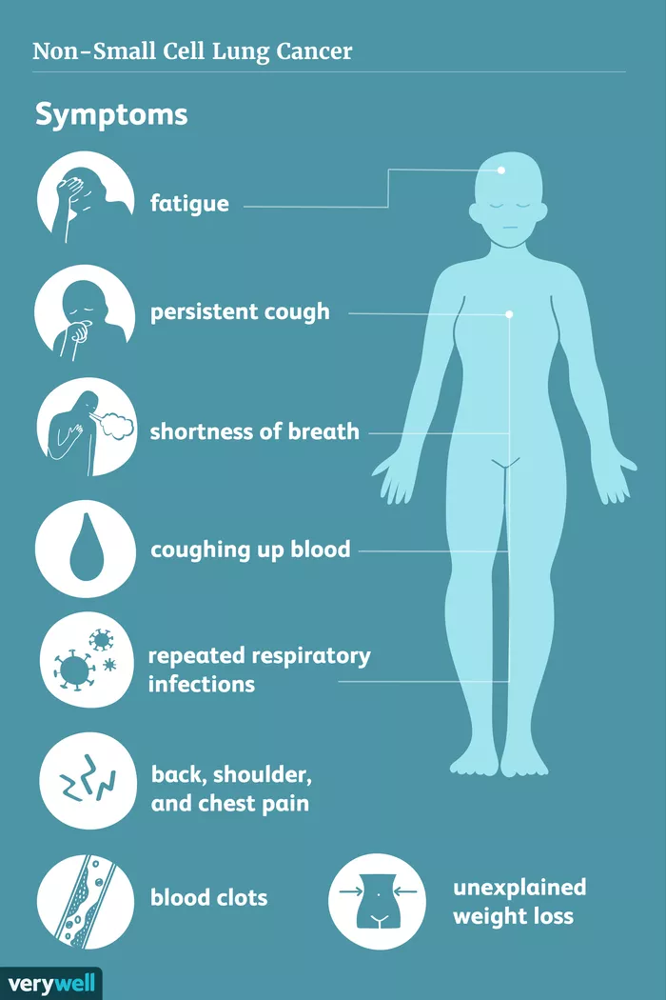 Non-Small Cell Lung Cancer
Symptoms
fatigue
persistent cough
shortness of breath
coughing up blood
repeated respiratory
infections
back, shoulder,
and chest pain
blood clots
unexplained
weight loss
verywell